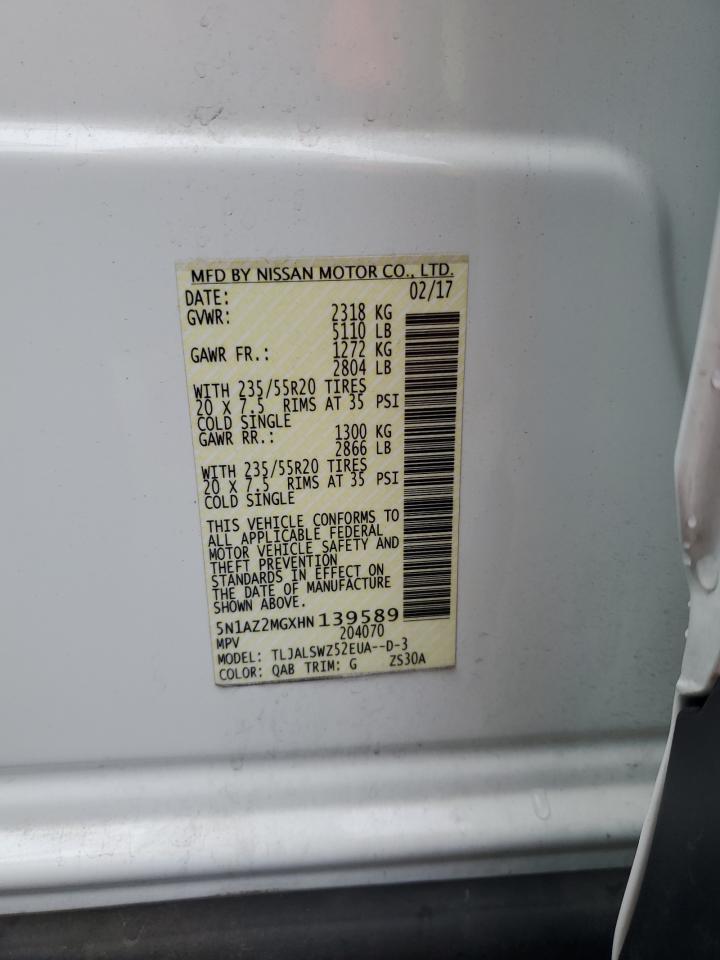 MFD BY NISSAN MOTOR CO., LTD.
DATE: 02/17
GVWR: 2318 KG
5110 LB
GAWR FR.: 1272 KG
2804 LB
WITH 235/55R20 TIRES
20 X 7.5 RIMS AT 35 PSI
COLD SINGLE
GAWR RR.: 1300 KG
2866 LB
WITH 235/55R20 TIRES
20 X 7.5 RIMS AT 35 PSI
COLD SINGLE
THIS VEHICLE CONFORMS TO
ALL APPLICABLE FEDERAL
MOTOR VEHICLE SAFETY AND
THEFT PREVENTION
STANDARDS IN EFFECT ON
THE DATE OF MANUFACTURE
SHOWN ABOVE.
5N1AZ2MGXHN 139589
MPV 204070
MODEL: TLJALSWZ52EUA--D-3
COLOR: QAB TRIM: G ZS30A